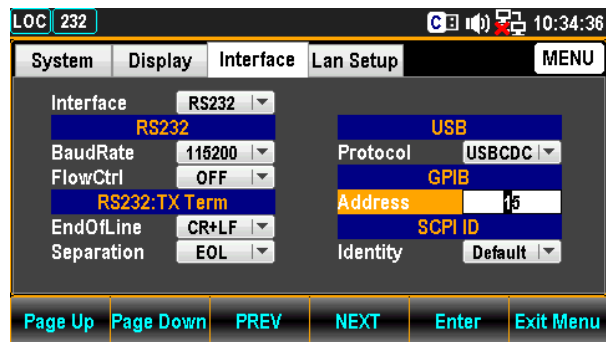 LOC 232 C 10:34:36
System Display Interface Lan Setup MENU
Interface RS232
RS232 USB
BaudRate 115200 Protocol USBCDC
FlowCtrl OFF GPIB
RS232:TX Term Address 15
EndOfLine CR+LF SCPI ID
Separation EOL Identity Default
Page Up Page Down PREV NEXT Enter Exit Menu